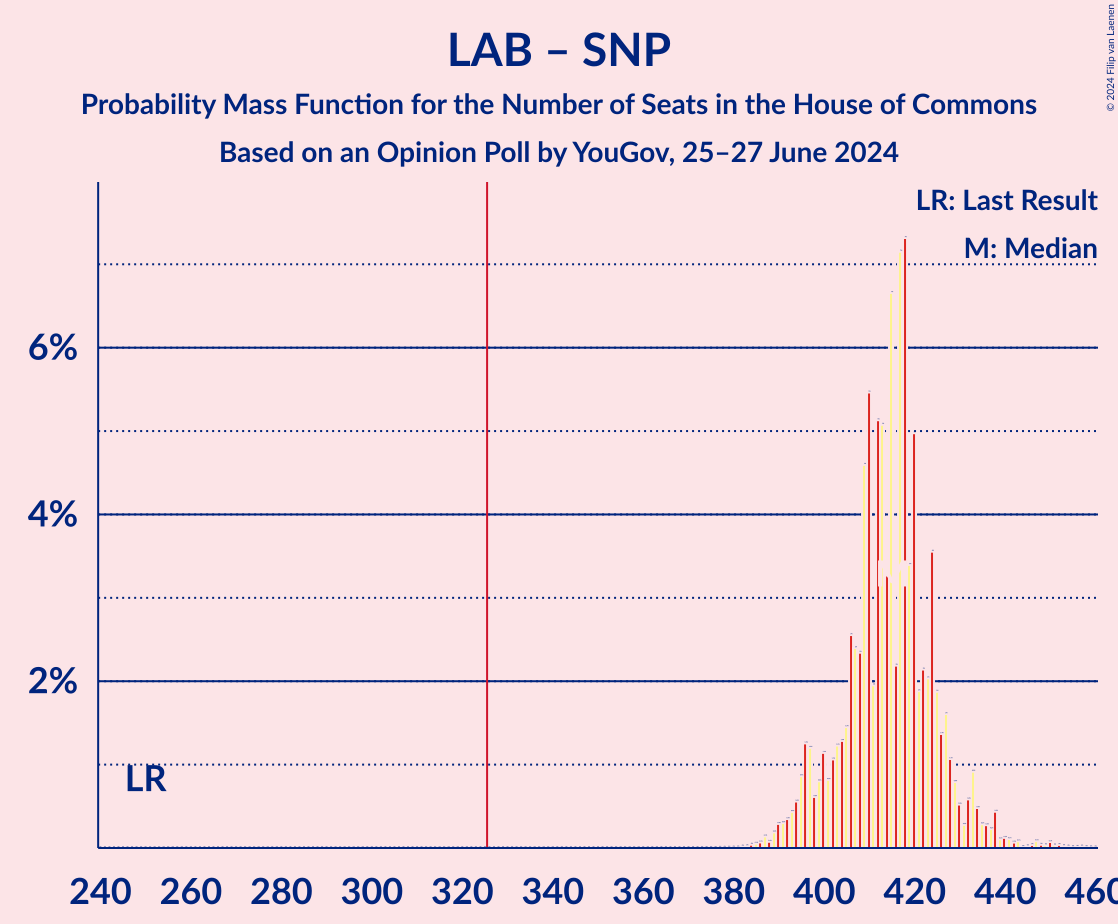 LAB – SNP
Probability Mass Function for the Number of Seats in the House of Commons
Based on an Opinion Poll by YouGov, 25–27 June 2024
© 2024 Filip van Laenen
LR: Last Result
M: Median
6%
4%
2%
LR
240 260 280 300 320 340 360 380 400 420 440 460